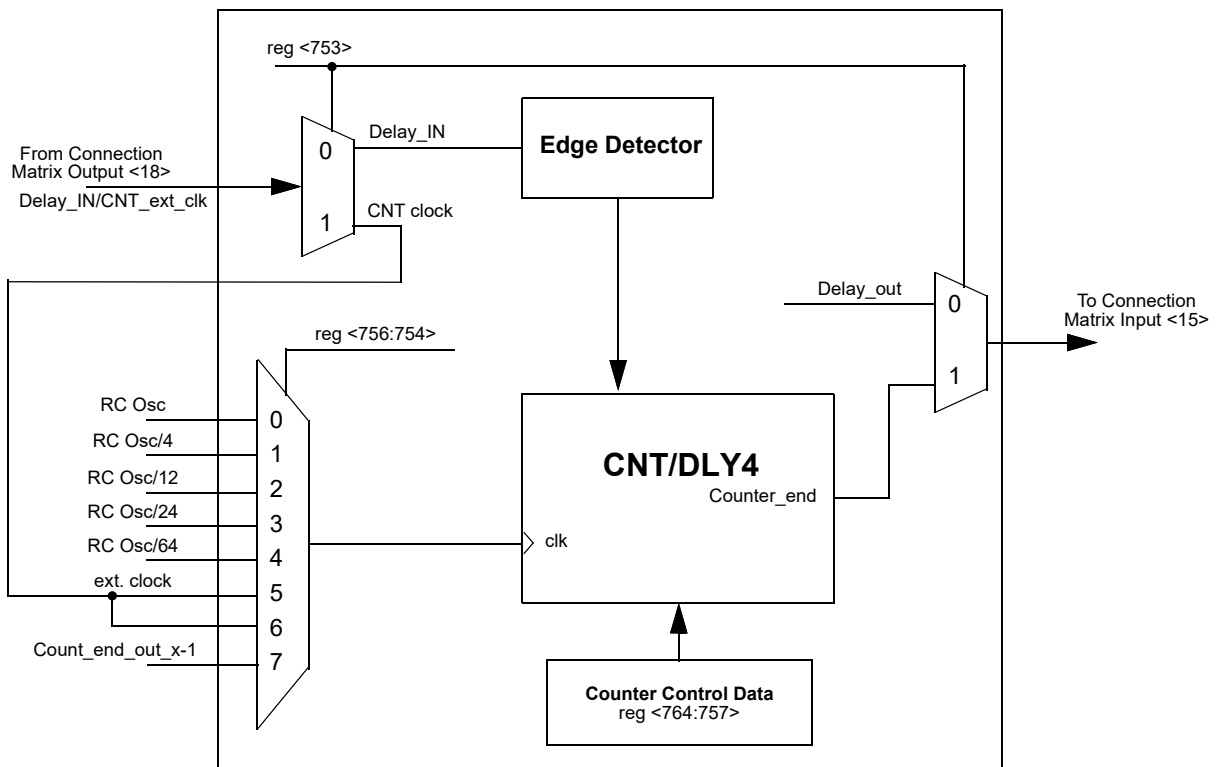 reg <753>
0
Delay_IN
Edge Detector
From Connection
Matrix Output <18>
Delay_IN/CNT_ext_clk
1
CNT clock
Delay_out
0
To Connection
Matrix Input <15>
1
reg <756:754>
RC Osc
0
RC Osc/4
1
RC Osc/12
2
RC Osc/24
3
RC Osc/64
4
ext. clock
5
6
Count_end_out_x-1
7
CNT/DLY4
Counter_end
clk
Counter Control Data
reg <764:757>